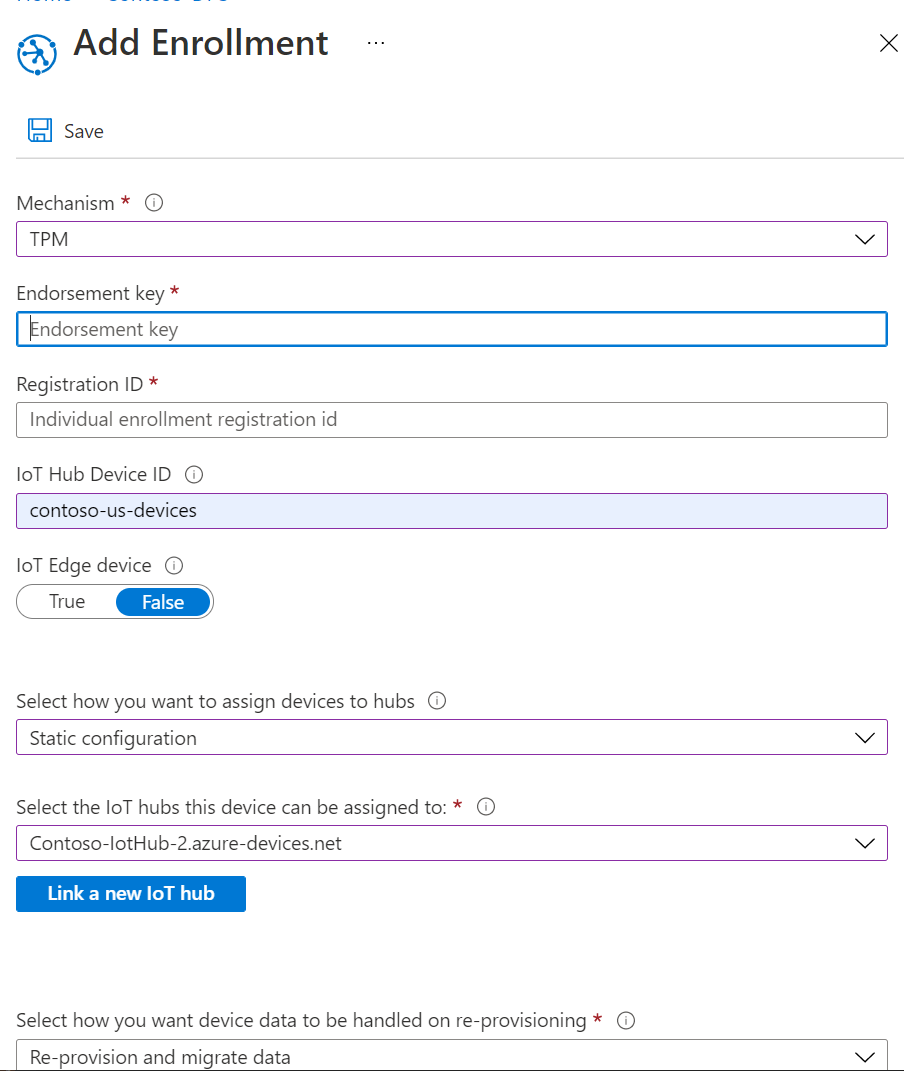 Add Enrollment
Save
Mechanism *
TPM
Endorsement key *
Endorsement key
Registration ID *
Individual enrollment registration id
IoT Hub Device ID
contoso-us-devices
IoT Edge device
True False
Select how you want to assign devices to hubs
Static configuration
Select the IoT hubs this device can be assigned to: *
Contoso-IotHub-2.azure-devices.net
Link a new IoT hub
Select how you want device data to be handled on re-provisioning *
Re-provision and migrate data